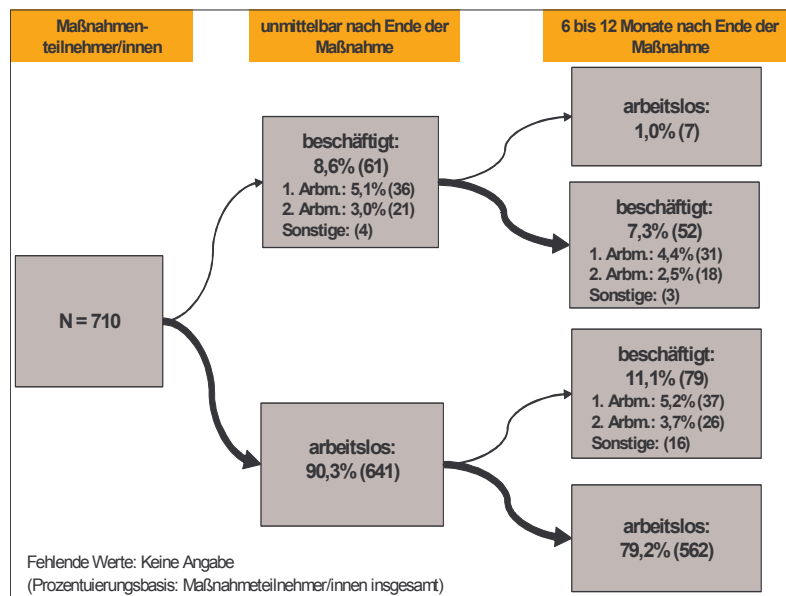 Maßnahmen-
teilnehmer/innen
unmittelbar nach Ende der
Maßnahme
6 bis 12 Monate nach Ende der
Maßnahme
N = 710
beschäftigt:
8,6% (61)
1. Arbm.: 5,1% (36)
2. Arbm.: 3,0% (21)
Sonstige: (4)
arbeitslos:
90,3% (641)
arbeitslos:
1,0% (7)
beschäftigt:
7,3% (52)
1. Arbm.: 4,4% (31)
2. Arbm.: 2,5% (18)
Sonstige: (3)
beschäftigt:
11,1% (79)
1. Arbm.: 5,2% (37)
2. Arbm.: 3,7% (26)
Sonstige: (16)
arbeitslos:
79,2% (562)
Fehlende Werte: Keine Angabe
(Prozentuierungsbasis: Maßnahmeteilnehmer/innen insgesamt)